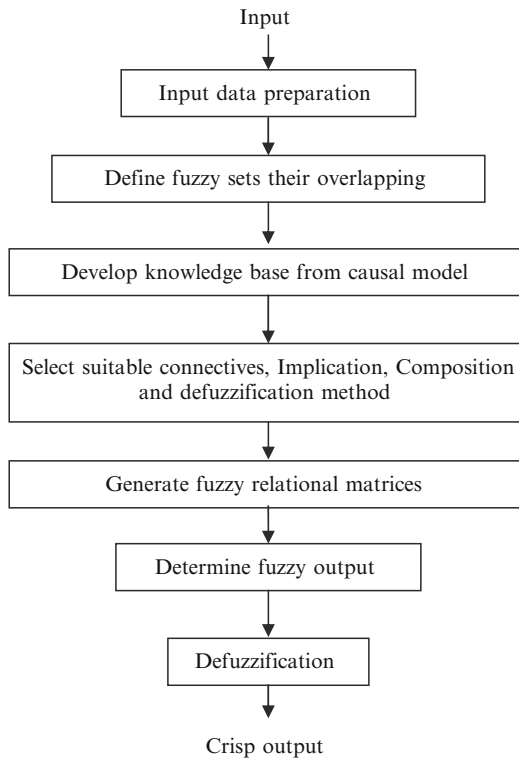 Input
Input data preparation
Define fuzzy sets their overlapping
Develop knowledge base from causal model
Select suitable connectives, Implication, Composition
and defuzzification method
Generate fuzzy relational matrices
Determine fuzzy output
Defuzzification
Crisp output